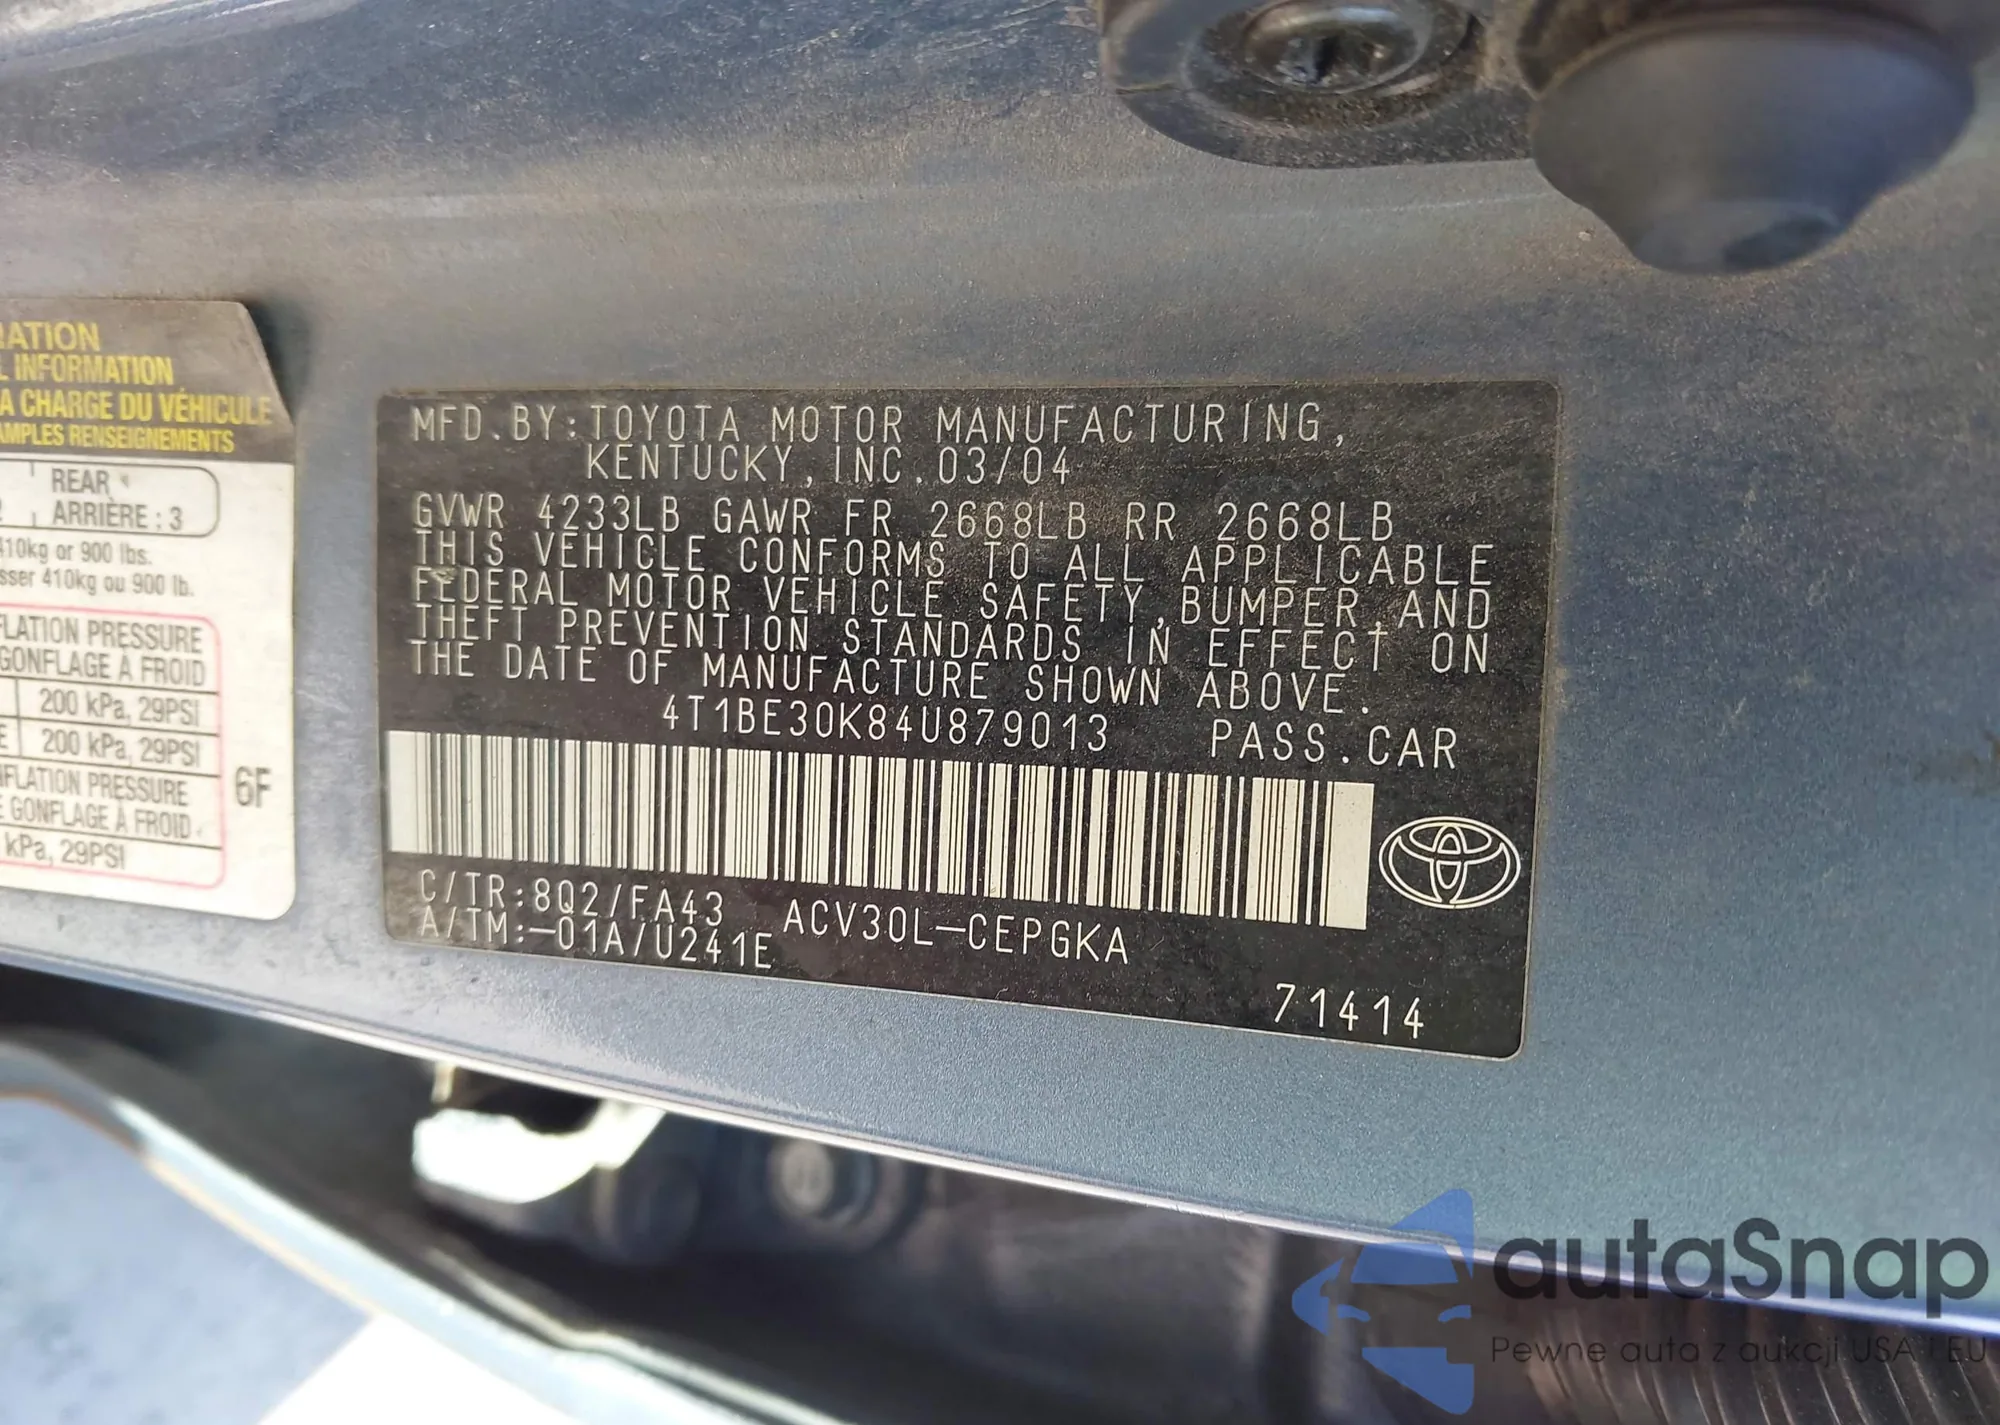 MFD.BY:TOYOTA MOTOR MANUFACTURING,
KENTUCKY,INC.03/04
GVWR 4233LB GAWR FR 2668LB RR 2668LB
THIS VEHICLE CONFORMS TO ALL APPLICABLE
FEDERAL MOTOR VEHICLE SAFETY,BUMPER,AND
THEFT PREVENTION STANDARDS IN EFFECT ON
THE DATE OF MANUFACTURE SHOWN ABOVE.
4T1BE30K84U879013 PASS.CAR
C/TR:8Q2/FA43 ACV30L-CEPGKA
A/TM:-01A/U241E
71414
RATION
L INFORMATION
A CHARGE DU VÉHICULE
AMPLES RENSEIGNEMENTS
REAR
ARRIÈRE : 3
410kg or 900 lbs.
sser 410kg ou 900 lb.
FLATION PRESSURE
GONFLAGE À FROID
200 kPa, 29PSI
E 200 kPa, 29PSI
NFLATION PRESSURE
E GONFLAGE À FROID
kPa, 29PSI
6F
autaSnap
Pewne auta z aukcji USA i EU